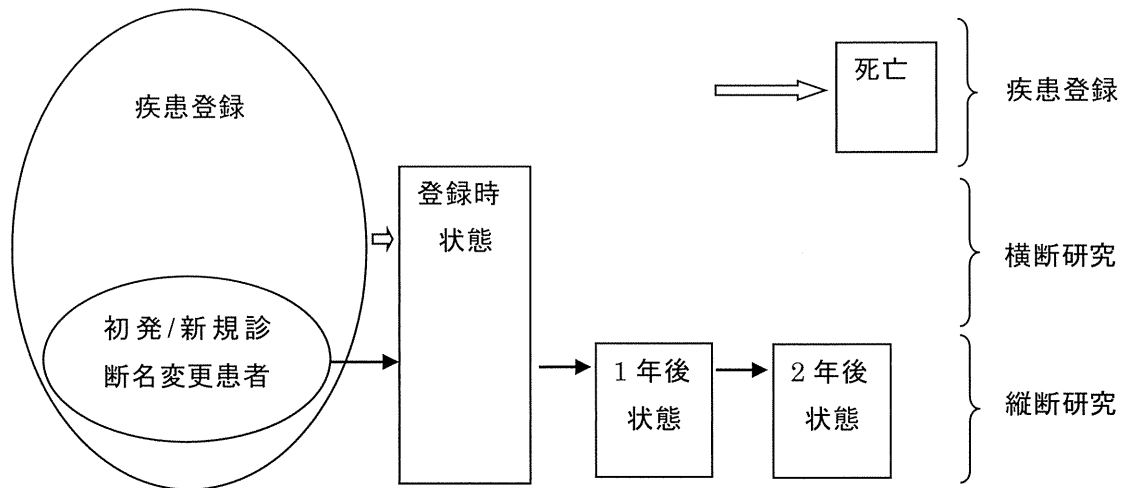 疾患登録
死亡
疾患登録
登録時
状態
横断研究
初発/新規診
断名変更患者
1年後
状態
2年後
状態
縦断研究